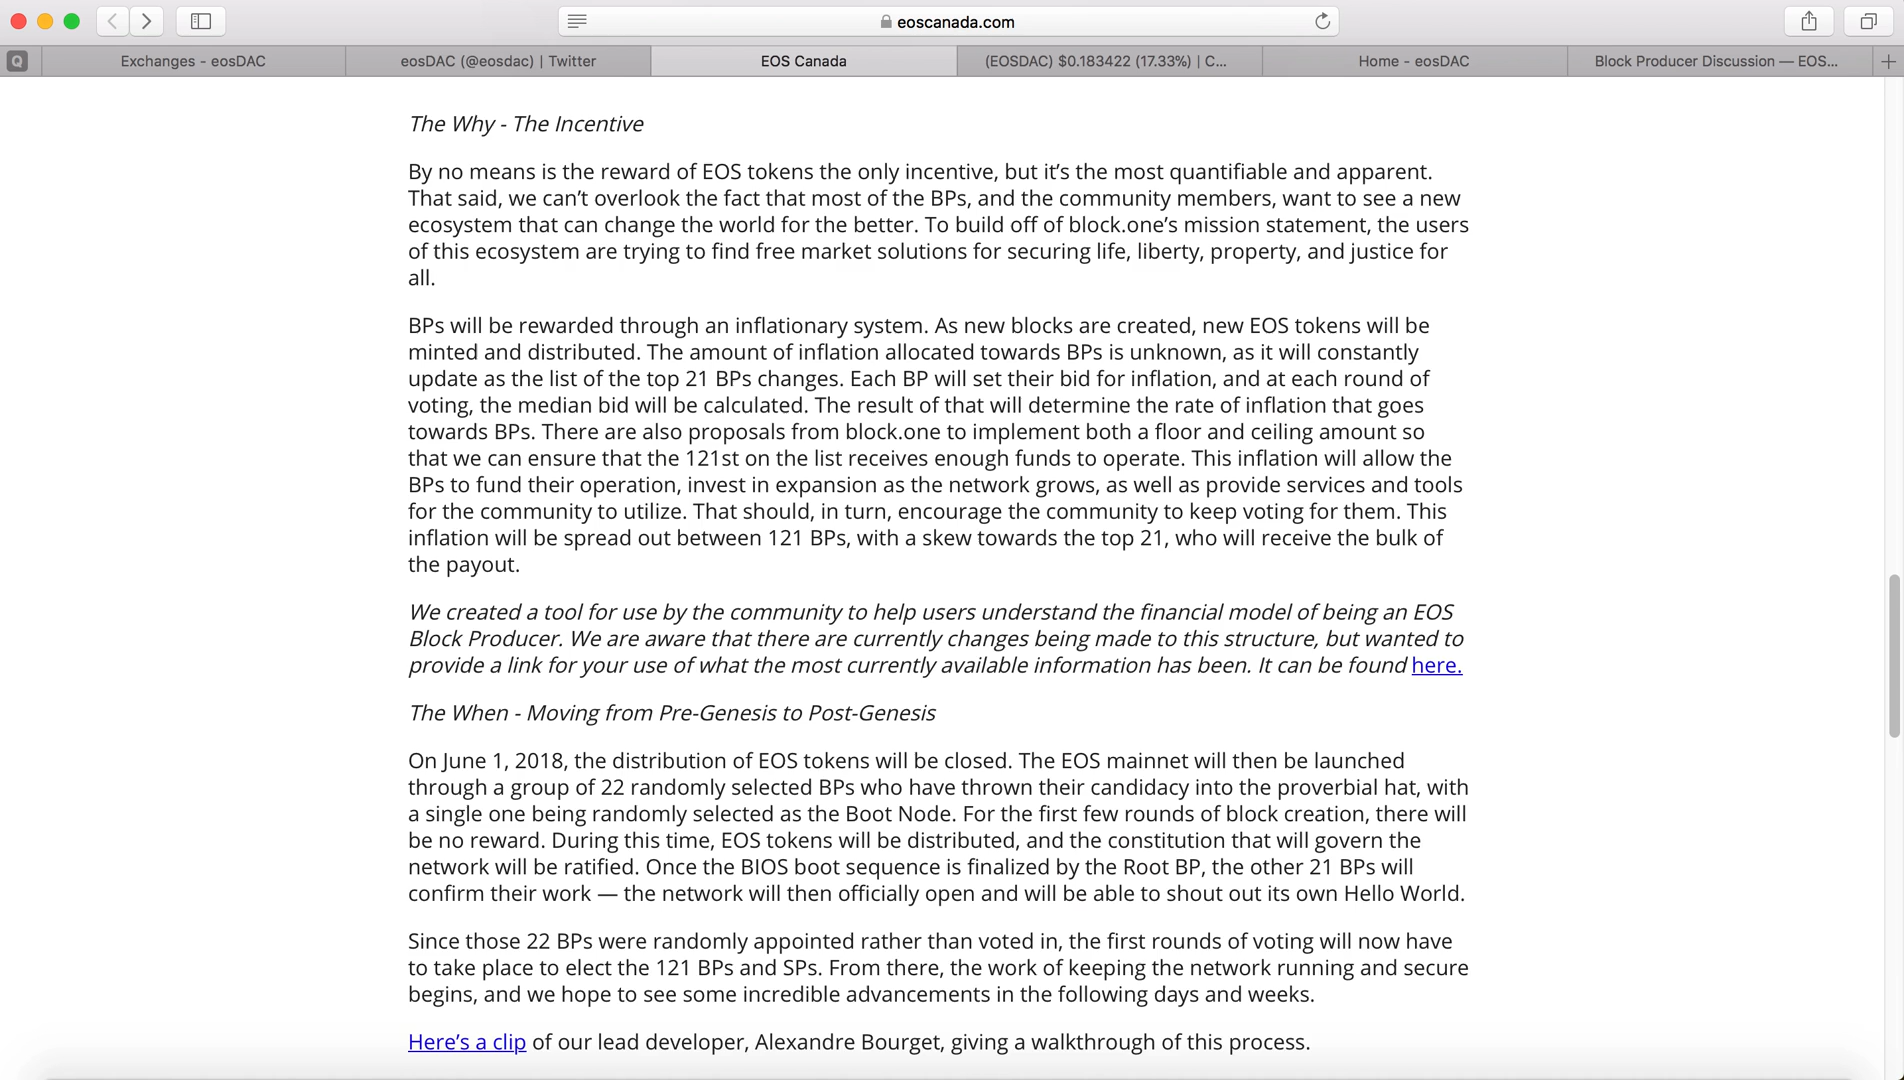 eoscanada.com
Q
Exchanges - eosDAC
eosDAC (@eosdac) | Twitter
EOS Canada
(EOSDAC) $0.183422 (17.33%) | C...
Home - eosDAC
Block Producer Discussion — EOS...
The Why - The Incentive
By no means is the reward of EOS tokens the only incentive, but it’s the most quantifiable and apparent.
That said, we can’t overlook the fact that most of the BPs, and the community members, want to see a new
ecosystem that can change the world for the better. To build off of block.one’s mission statement, the users
of this ecosystem are trying to find free market solutions for securing life, liberty, property, and justice for
all.
BPs will be rewarded through an inflationary system. As new blocks are created, new EOS tokens will be
minted and distributed. The amount of inflation allocated towards BPs is unknown, as it will constantly
update as the list of the top 21 BPs changes. Each BP will set their bid for inflation, and at each round of
voting, the median bid will be calculated. The result of that will determine the rate of inflation that goes
towards BPs. There are also proposals from block.one to implement both a floor and ceiling amount so
that we can ensure that the 121st on the list receives enough funds to operate. This inflation will allow the
BPs to fund their operation, invest in expansion as the network grows, as well as provide services and tools
for the community to utilize. That should, in turn, encourage the community to keep voting for them. This
inflation will be spread out between 121 BPs, with a skew towards the top 21, who will receive the bulk of
the payout.
We created a tool for use by the community to help users understand the financial model of being an EOS
Block Producer. We are aware that there are currently changes being made to this structure, but wanted to
provide a link for your use of what the most currently available information has been. It can be found here.
The When - Moving from Pre-Genesis to Post-Genesis
On June 1, 2018, the distribution of EOS tokens will be closed. The EOS mainnet will then be launched
through a group of 22 randomly selected BPs who have thrown their candidacy into the proverbial hat, with
a single one being randomly selected as the Boot Node. For the first few rounds of block creation, there will
be no reward. During this time, EOS tokens will be distributed, and the constitution that will govern the
network will be ratified. Once the BIOS boot sequence is finalized by the Root BP, the other 21 BPs will
confirm their work — the network will then officially open and will be able to shout out its own Hello World.
Since those 22 BPs were randomly appointed rather than voted in, the first rounds of voting will now have
to take place to elect the 121 BPs and SPs. From there, the work of keeping the network running and secure
begins, and we hope to see some incredible advancements in the following days and weeks.
Here’s a clip of our lead developer, Alexandre Bourget, giving a walkthrough of this process.